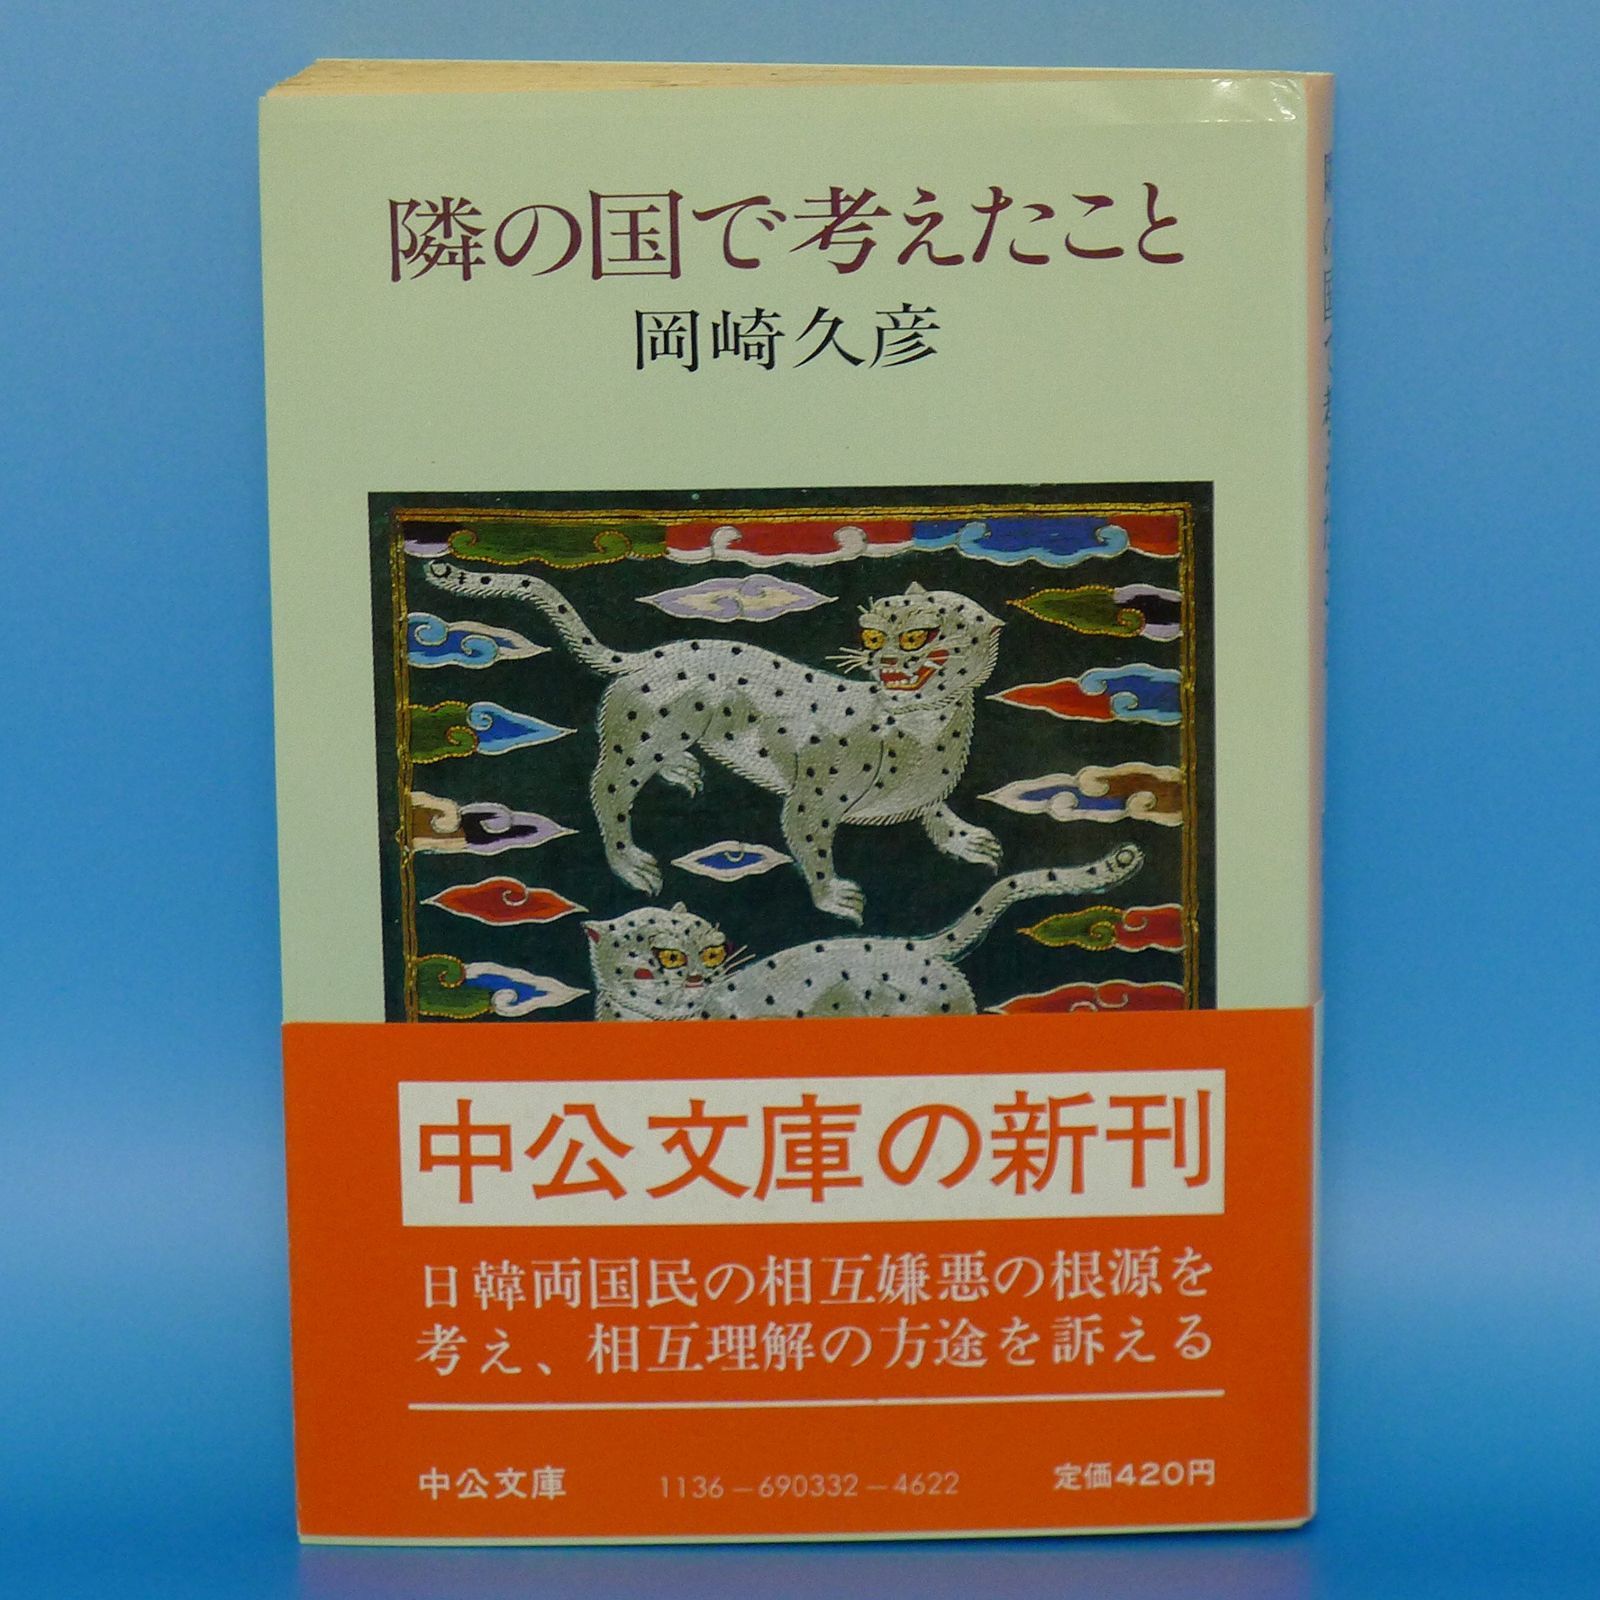 隣の国で考えたこと
岡崎久彦
中公文庫の新刊
日韓両国民の相互嫌悪の根源を
考え、相互理解の方途を訴える
中公文庫
1136－690332－4622
定価420円